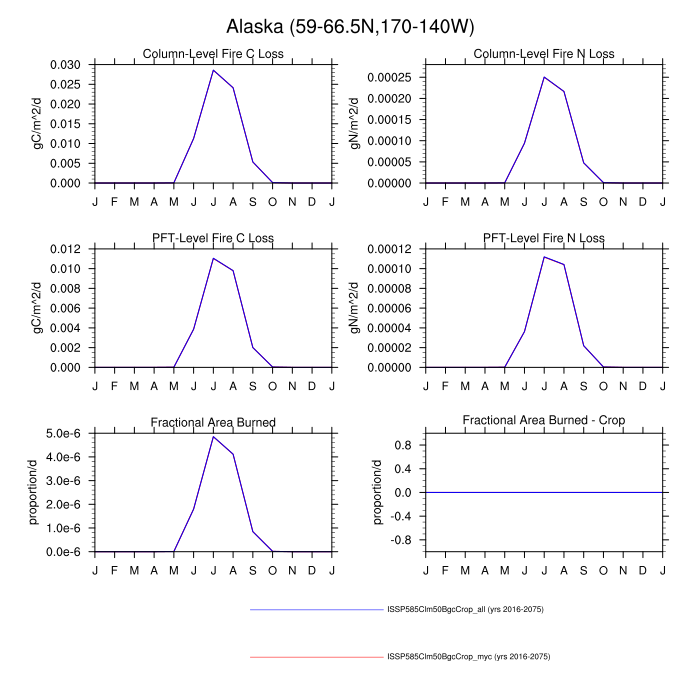 Alaska (59-66.5N,170-140W)
Column-Level Fire C Loss
gC/m^2/d
0.030
0.025
0.020
0.015
0.010
0.005
0.000
J F M A M J J A S O N D J
Column-Level Fire N Loss
gN/m^2/d
0.00025
0.00020
0.00015
0.00010
0.00005
0.00000
J F M A M J J A S O N D J
PFT-Level Fire C Loss
gC/m^2/d
0.012
0.010
0.008
0.006
0.004
0.002
0.000
J F M A M J J A S O N D J
PFT-Level Fire N Loss
gN/m^2/d
0.00012
0.00010
0.00008
0.00006
0.00004
0.00002
0.00000
J F M A M J J A S O N D J
Fractional Area Burned
proportion/d
5.0e-6
4.0e-6
3.0e-6
2.0e-6
1.0e-6
0.0e-6
J F M A M J J A S O N D J
Fractional Area Burned - Crop
proportion/d
0.8
0.4
0.0
-0.4
-0.8
J F M A M J J A S O N D J
ISSP585Clm50BgcCrop_all (yrs 2016-2075)
ISSP585Clm50BgcCrop_myc (yrs 2016-2075)